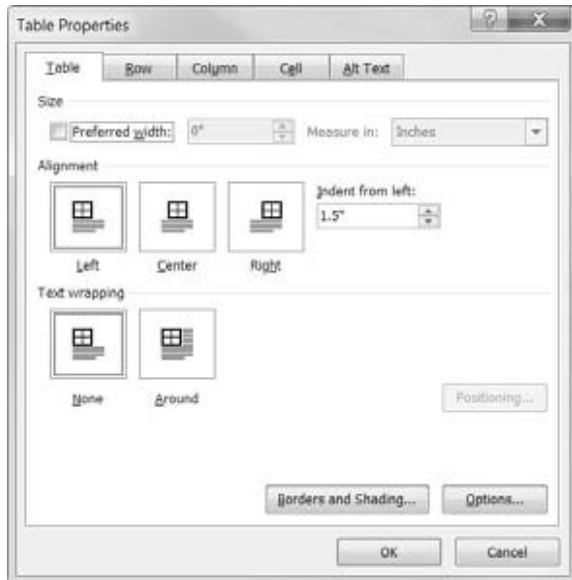 Table Properties
Table Row Column Cell Alt Text
Size
Preferred width: 0" Measure in: Inches
Alignment
Indent from left:
1.5"
Left Center Right
Text wrapping
None Around
Positioning...
Borders and Shading... Options...
OK Cancel